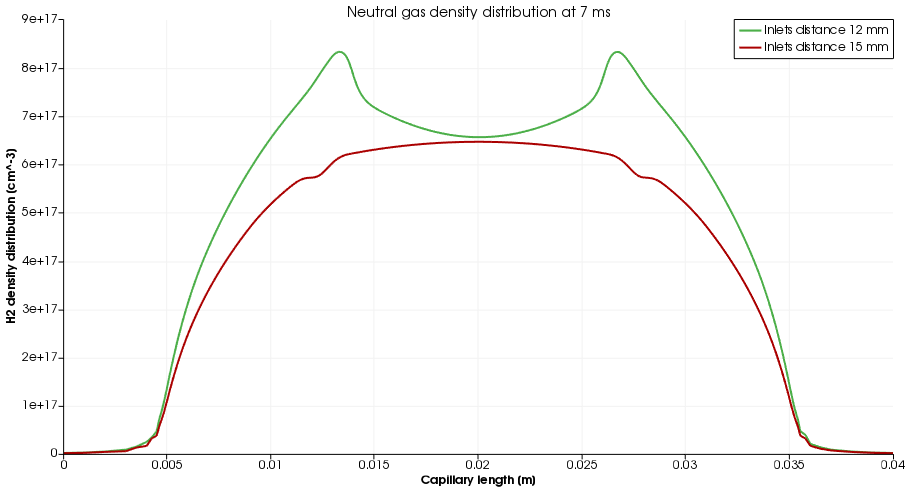 Neutral gas density distribution at 7 ms
Inlets distance 12 mm
Inlets distance 15 mm
H2 density distribution (cm^-3)
9e+17
8e+17
7e+17
6e+17
5e+17
4e+17
3e+17
2e+17
1e+17
0
0 0.005 0.01 0.015 0.02 0.025 0.03 0.035 0.04
Capillary length (m)